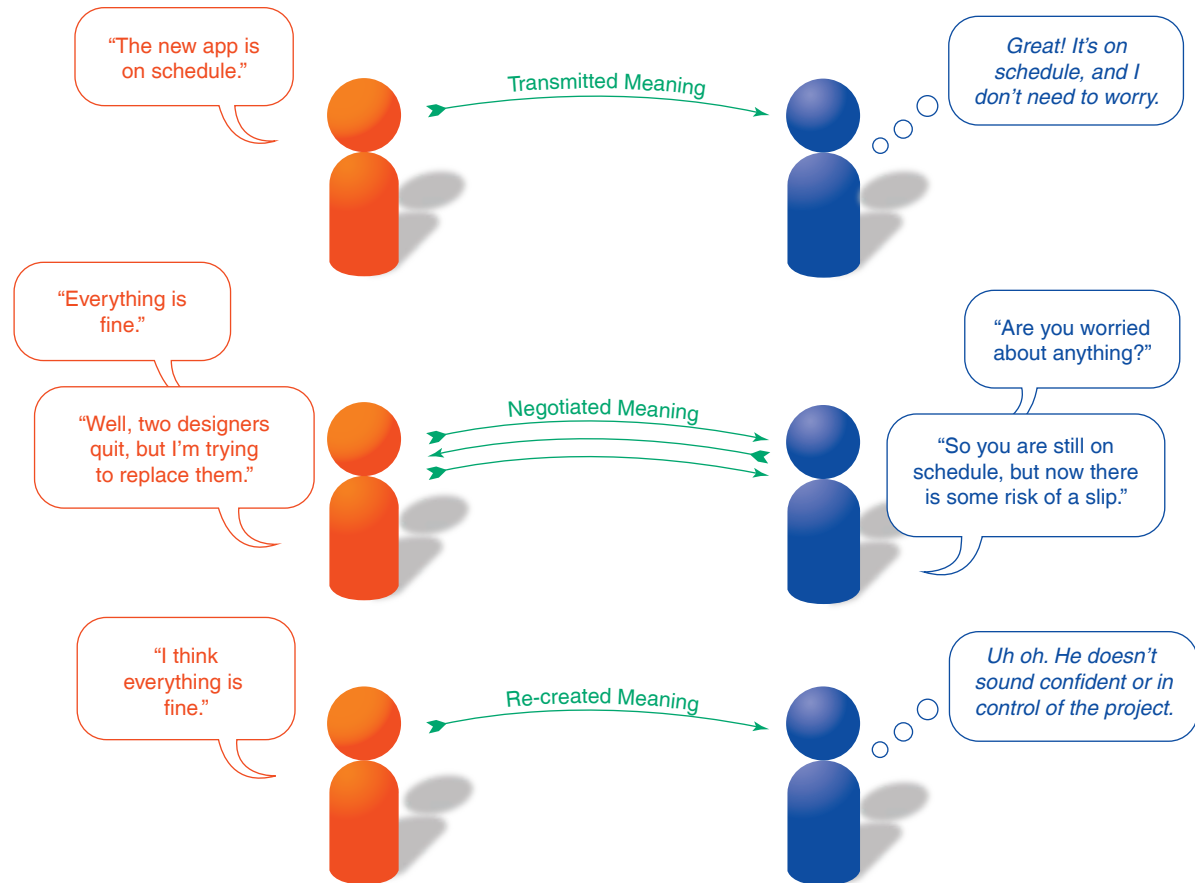 “The new app is
on schedule.”
Transmitted Meaning
Great! It’s on
schedule, and I
don’t need to worry.
“Everything is
fine.”
“Well, two designers
quit, but I’m trying
to replace them.”
Negotiated Meaning
“Are you worried
about anything?”
“So you are still on
schedule, but now there
is some risk of a slip.”
“I think
everything is
fine.”
Re-created Meaning
Uh oh. He doesn’t
sound confident or in
control of the project.